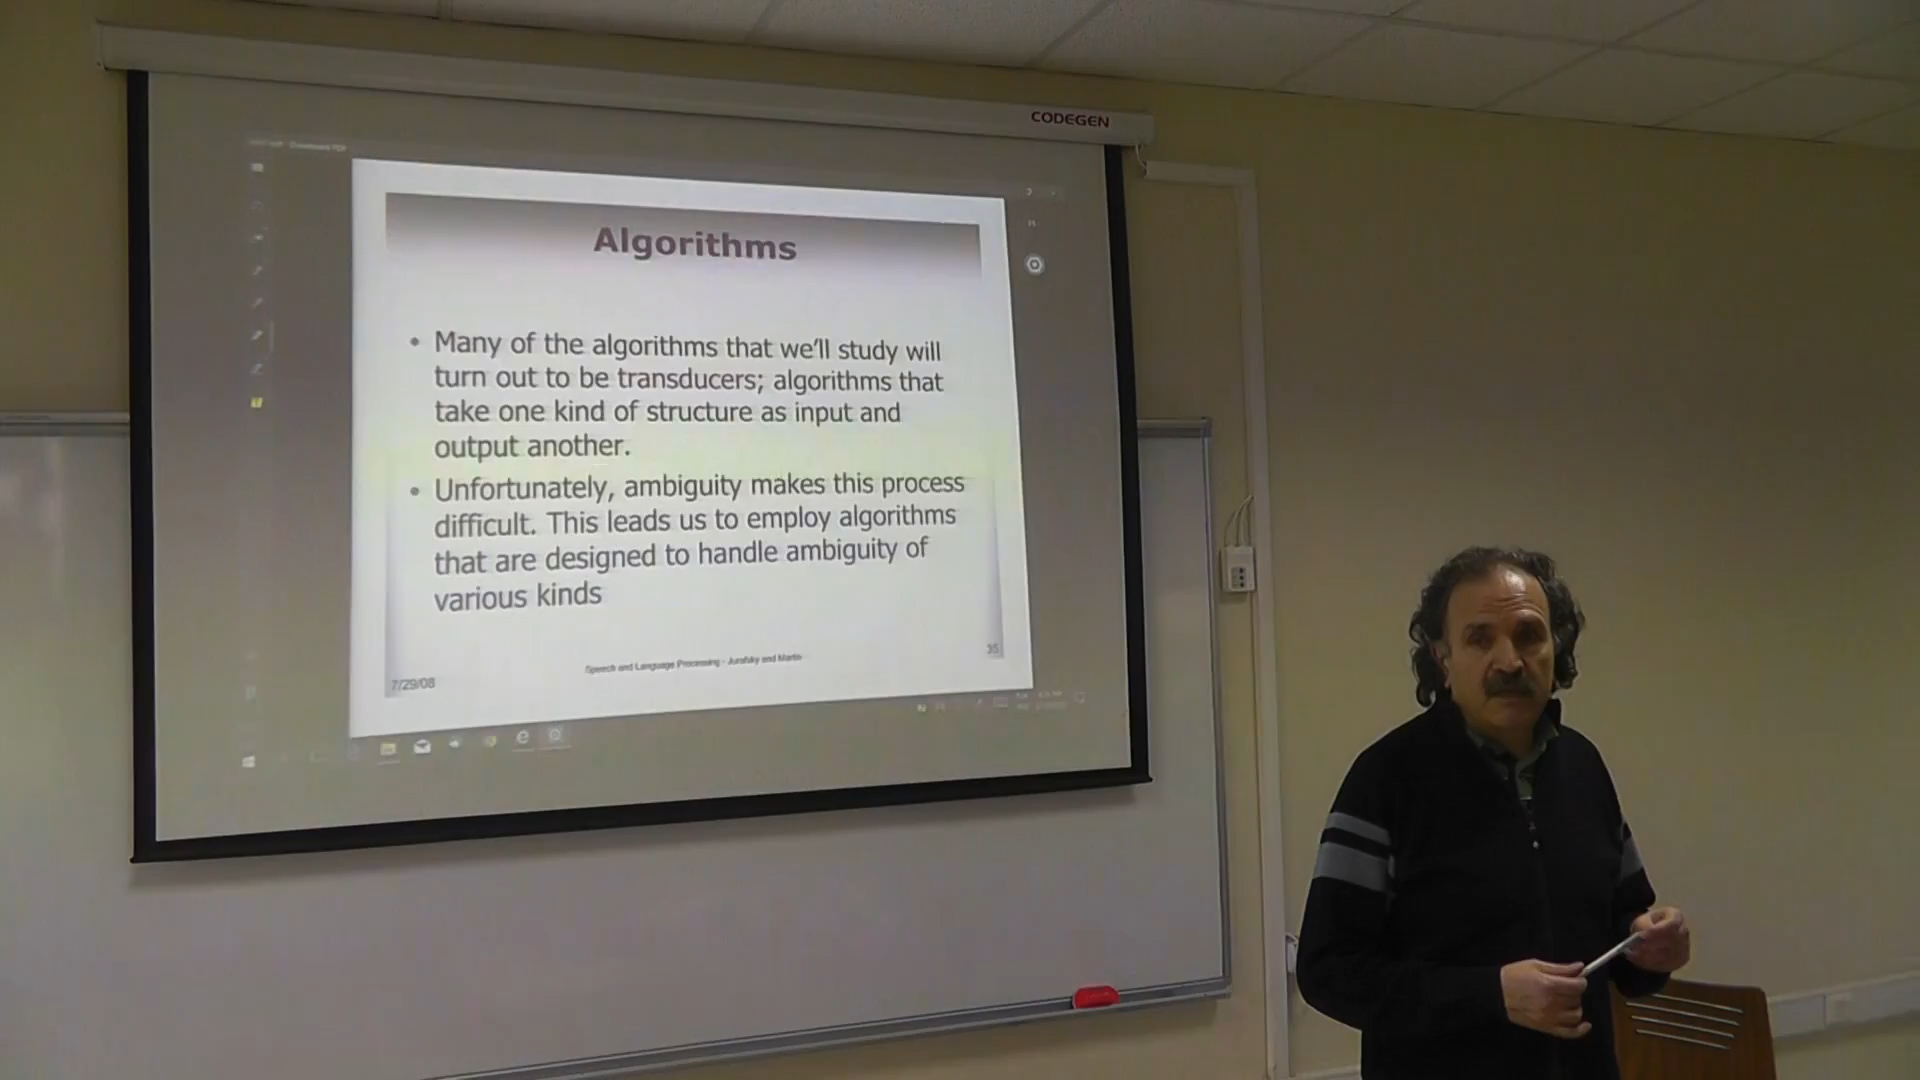 CODEGEN
Algorithms
• Many of the algorithms that we'll study will
turn out to be transducers; algorithms that
take one kind of structure as input and
output another.
• Unfortunately, ambiguity makes this process
difficult. This leads us to employ algorithms
that are designed to handle ambiguity of
various kinds
Speech and Language Processing - Jurafsky and Martin
35
7/29/08